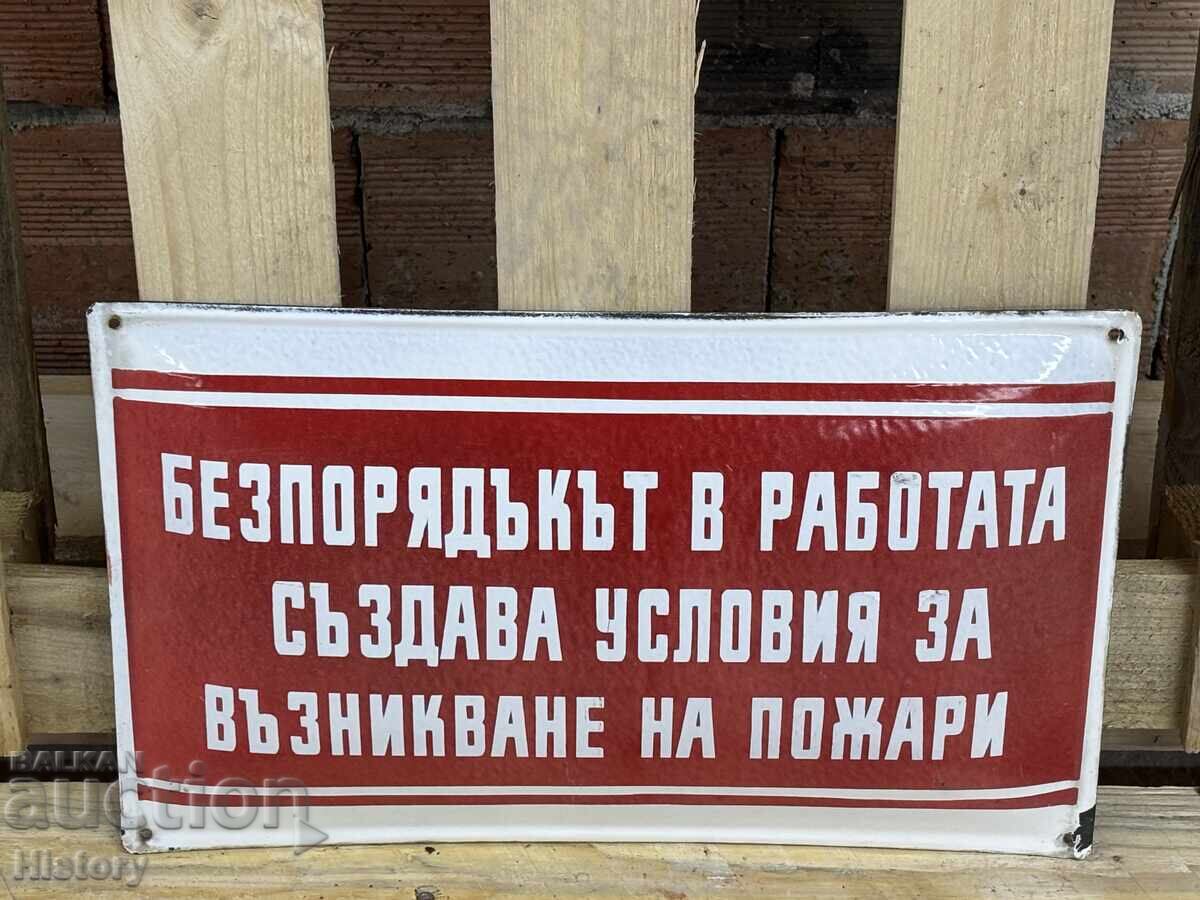 БЕЗПОРЯДЪКЪТ В РАБОТАТА
СЪЗДАВА УСЛОВИЯ ЗА
ВЪЗНИКВАНЕ НА ПОЖАРИ
BALKAN
auction
History